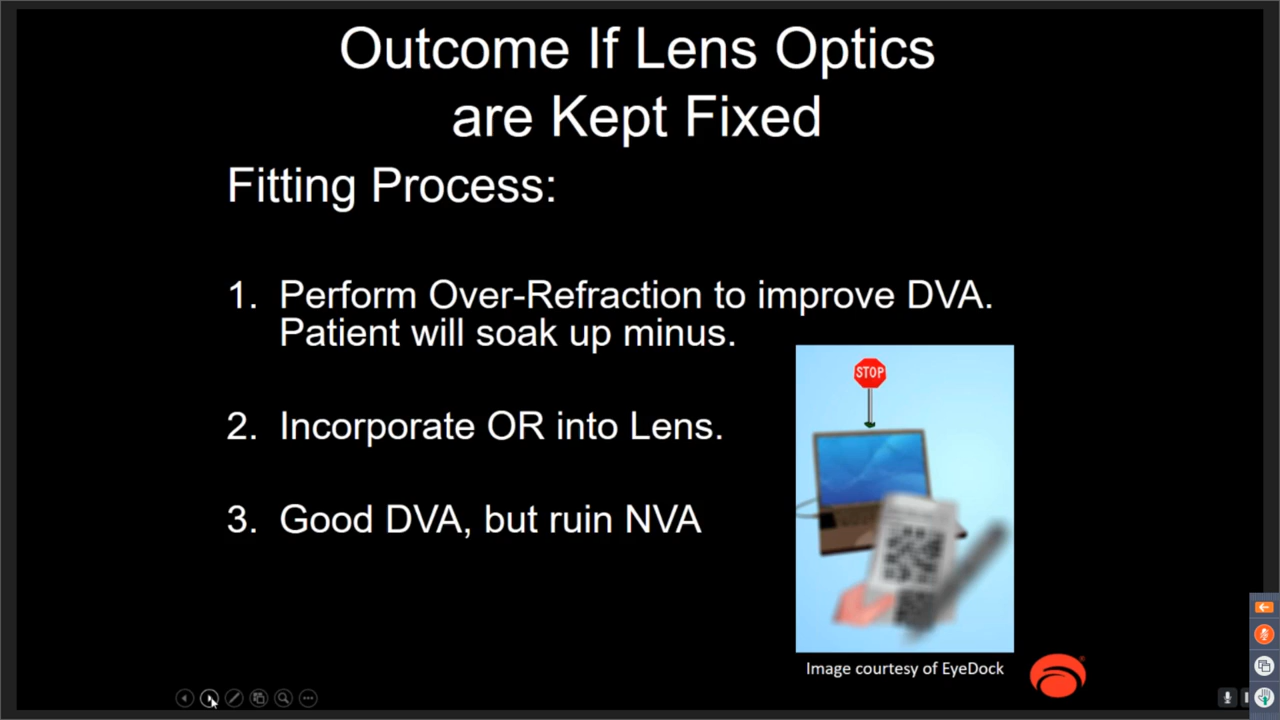 Outcome If Lens Optics
are Kept Fixed
Fitting Process:
1. Perform Over-Refraction to improve DVA.
Patient will soak up minus.
STOP
2. Incorporate OR into Lens.
3. Good DVA, but ruin NVA
Image courtesy of EyeDock